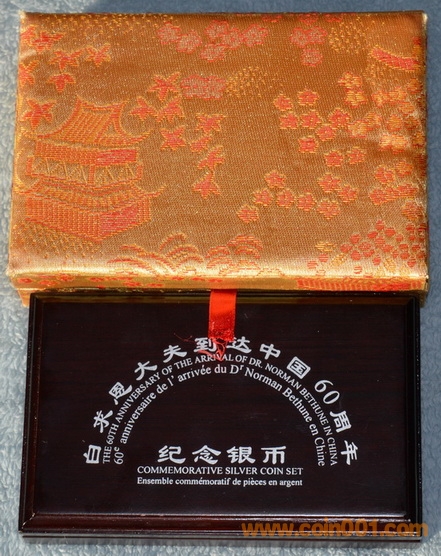 白求恩大夫到达中国60周年
THE 60TH ANNIVERSARY OF THE ARRIVAL OF DR. NORMAN BETHUNE IN CHINA
60e anniversaire de l'arrivée du Dr Norman Bethune en Chine
纪念银币
COMMEMORATIVE SILVER COIN SET
Ensemble commémoratif de pièces en argent
www.coin001.com